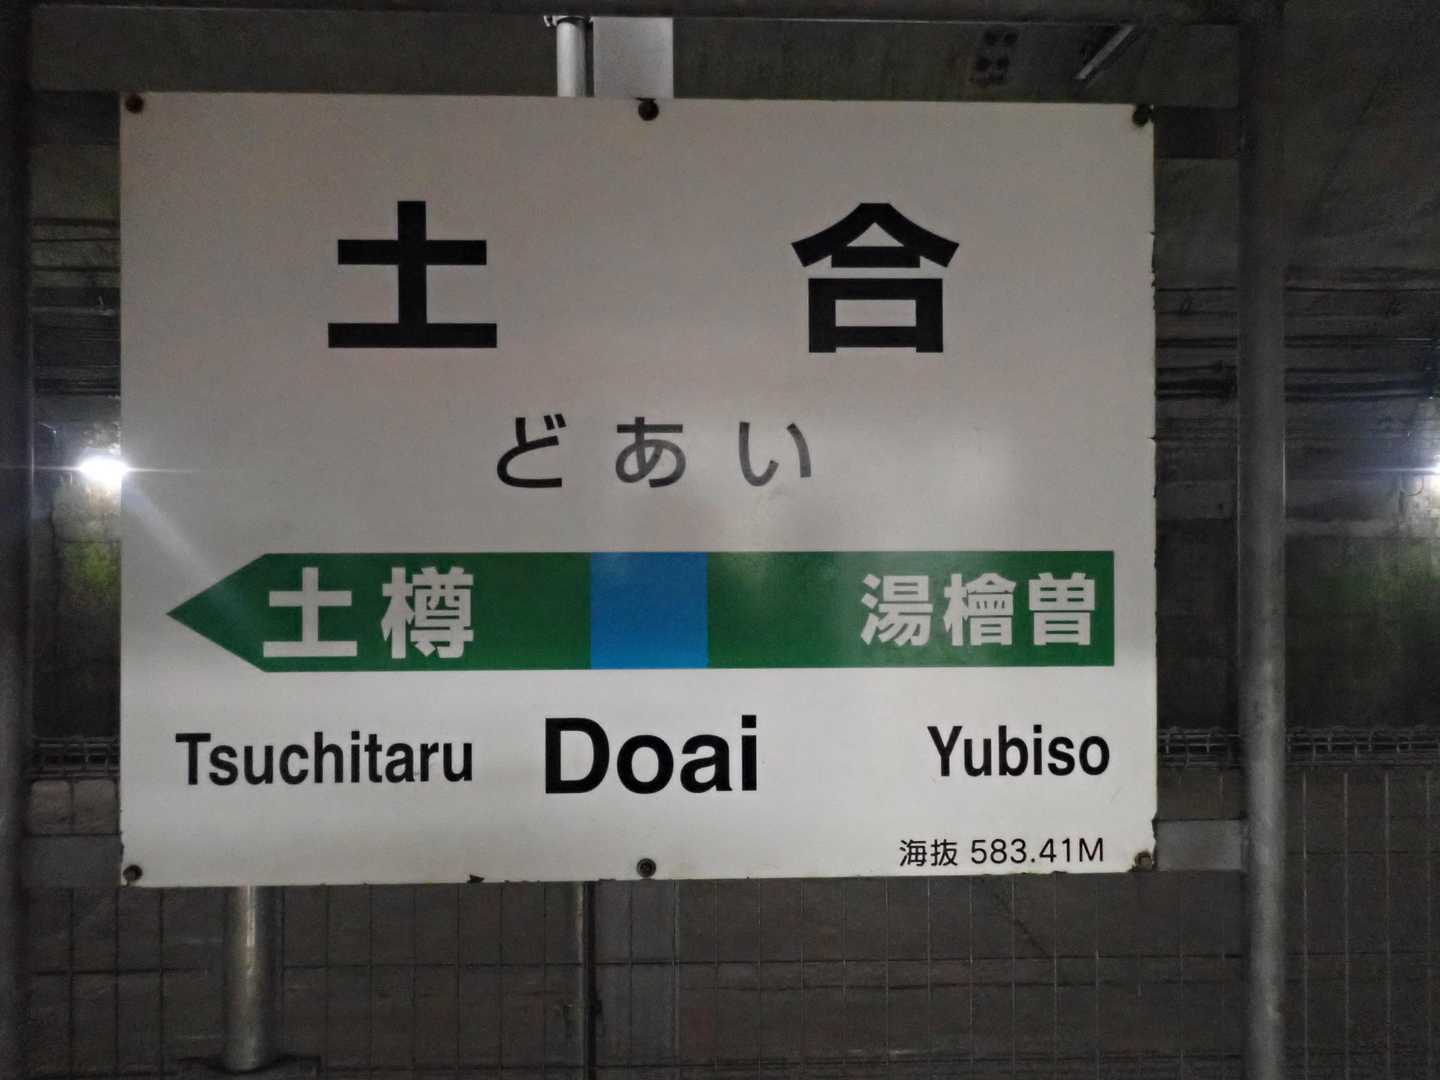 土合
どあい
土樽 湯檜曽
Tsuchitaru Doai Yubiso
海抜 583.41M